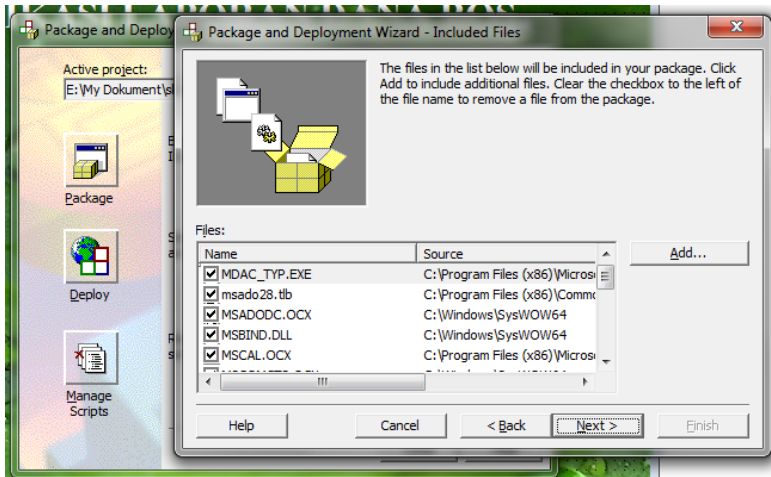 Package and Deploy
Active project:
E:\My Dokument\sl
Package
Deploy
Manage
Scripts
Package and Deployment Wizard - Included Files
The files in the list below will be included in your package. Click
Add to include additional files. Clear the checkbox to the left of
the file name to remove a file from the package.
Files:
Name Source
MDAC_TYP.EXE C:\Program Files (x86)\Micros
msado28.tlb C:\Program Files (x86)\Commo
MSADODC.OCX C:\Windows\SysWOW64
MSBIND.DLL C:\Windows\SysWOW64
MSCAL.OCX C:\Program Files (x86)\Micros
Add...
Help Cancel < Back Next > Finish